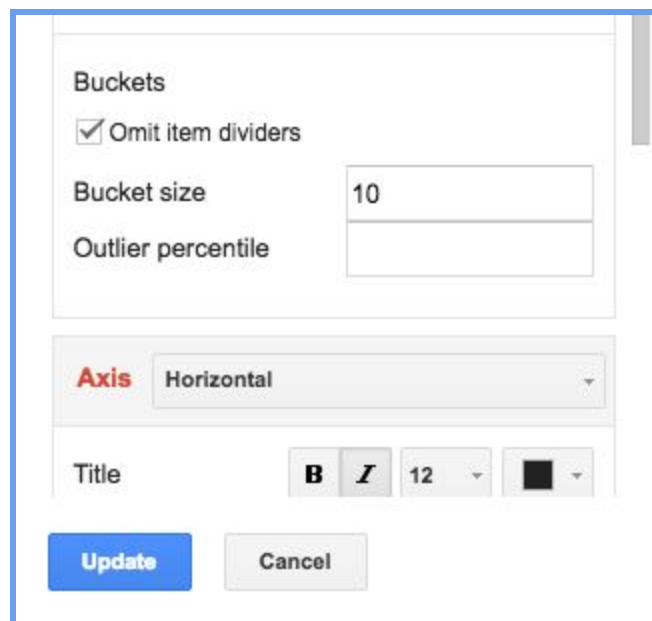 Buckets
Omit item dividers
Bucket size 10
Outlier percentile
Axis Horizontal
Title B I 12
Update Cancel